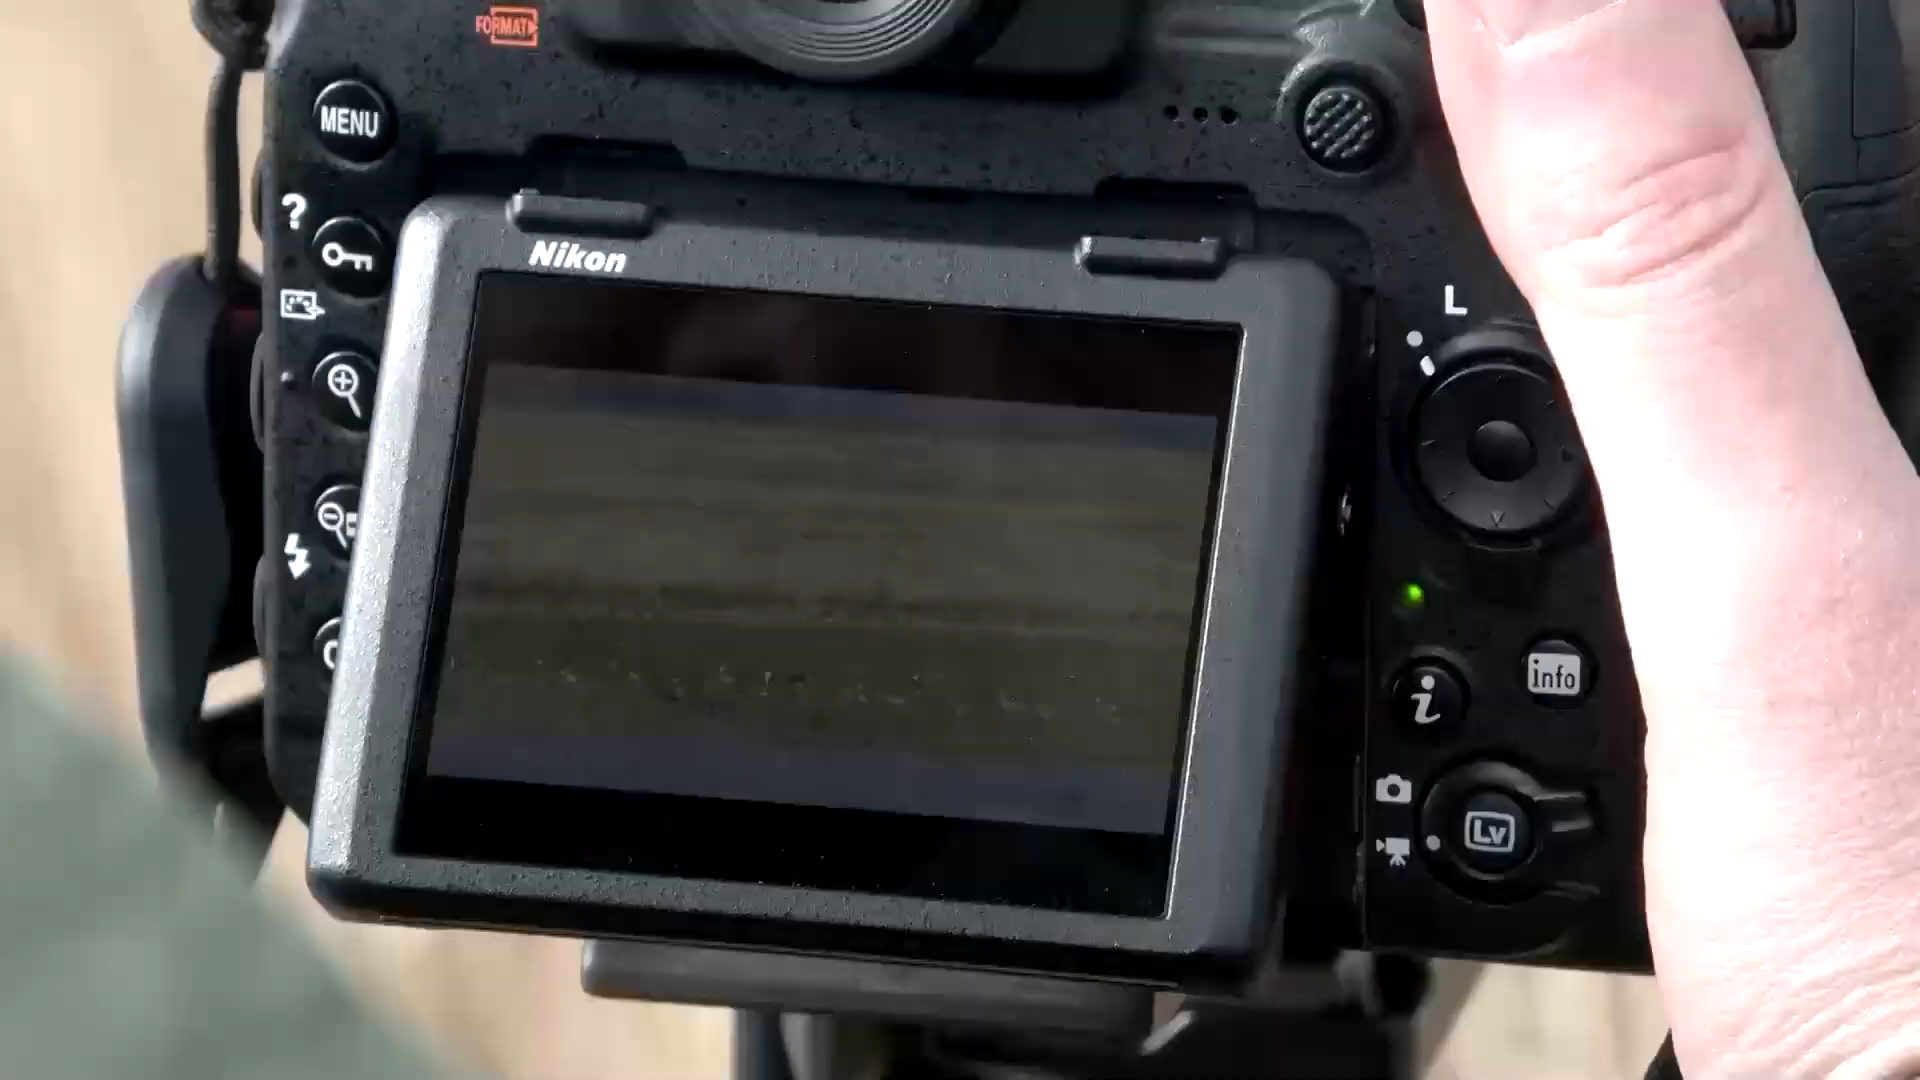 FORMAT
MENU
?
Nikon
L
info
i
Lv